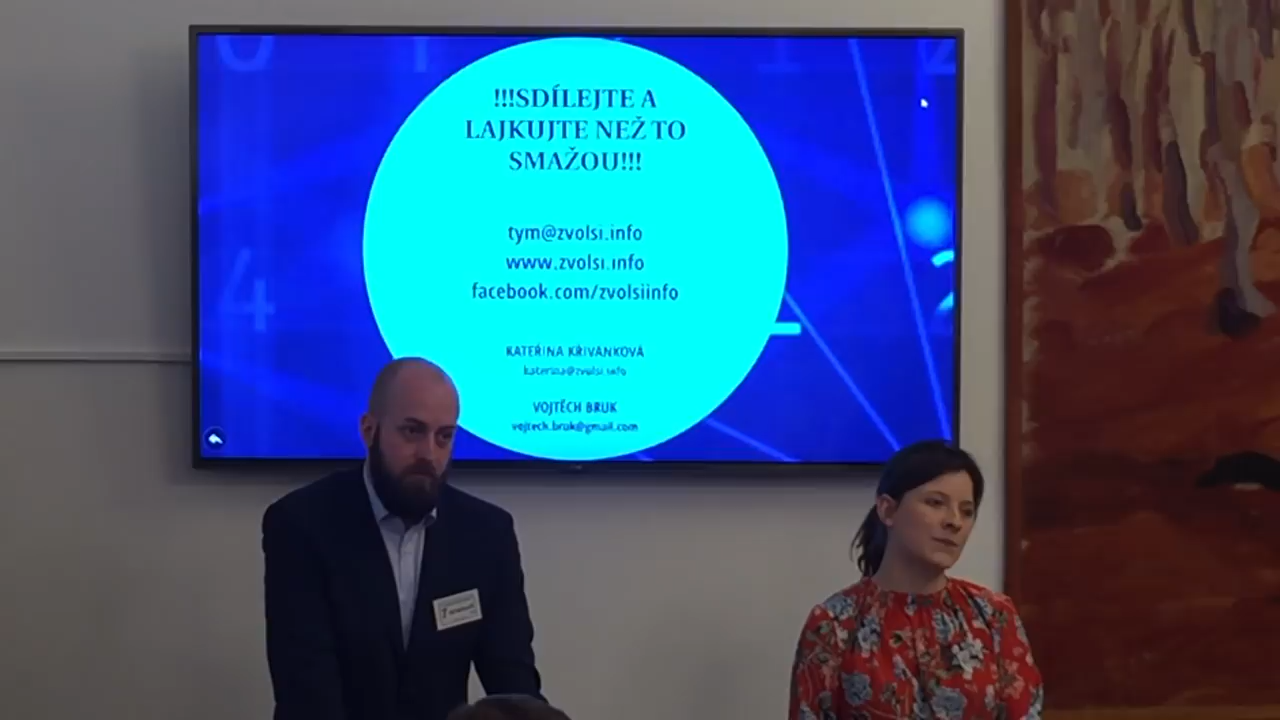 !!!SDÍLEJTE A
LAJKUJTE NEŽ TO
SMAŽOU!!!
tym@zvolsi.info
www.zvolsi.info
facebook.com/zvolsiinfo
KATEŘINA KŘIVÁNKOVÁ
katerina@zvolsi.info
VOJTĚCH BRUK
vojtech.bruk@gmail.com
4